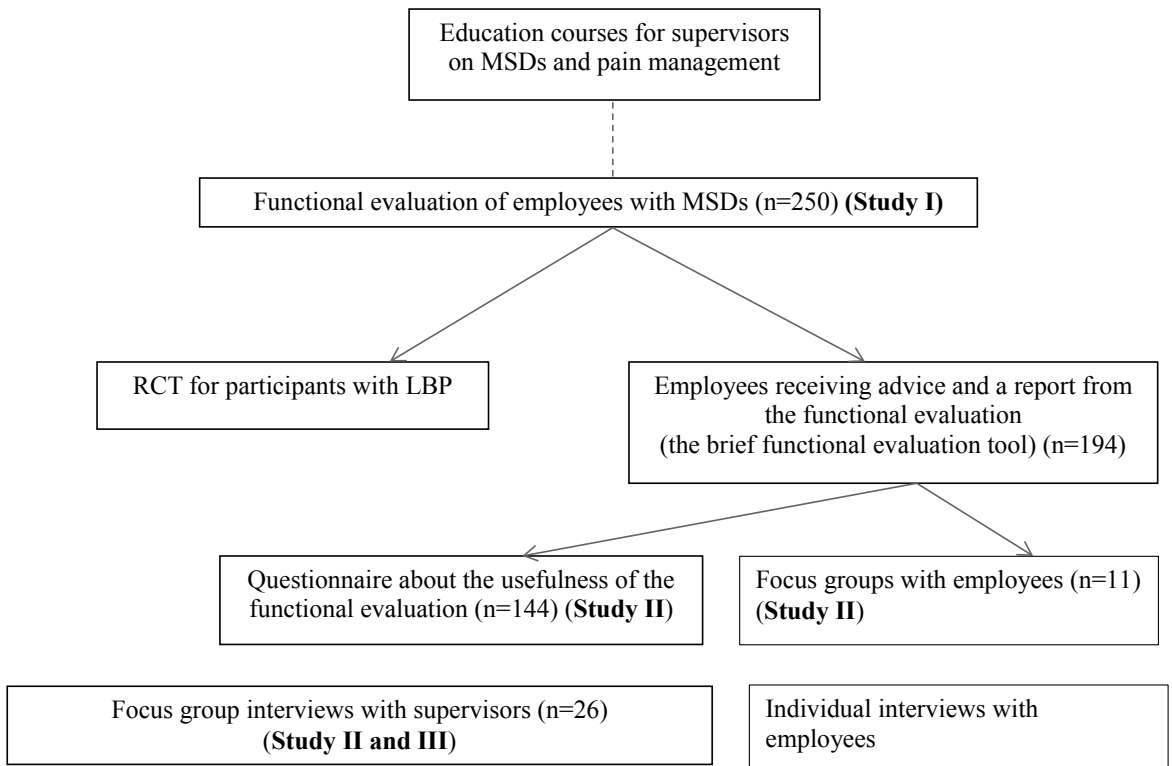 Education courses for supervisors
on MSDs and pain management
Functional evaluation of employees with MSDs (n=250) (Study I)
RCT for participants with LBP
Employees receiving advice and a report from
the functional evaluation
(the brief functional evaluation tool) (n=194)
Questionnaire about the usefulness of the
functional evaluation (n=144) (Study II)
Focus groups with employees (n=11)
(Study II)
Focus group interviews with supervisors (n=26)
(Study II and III)
Individual interviews with
employees